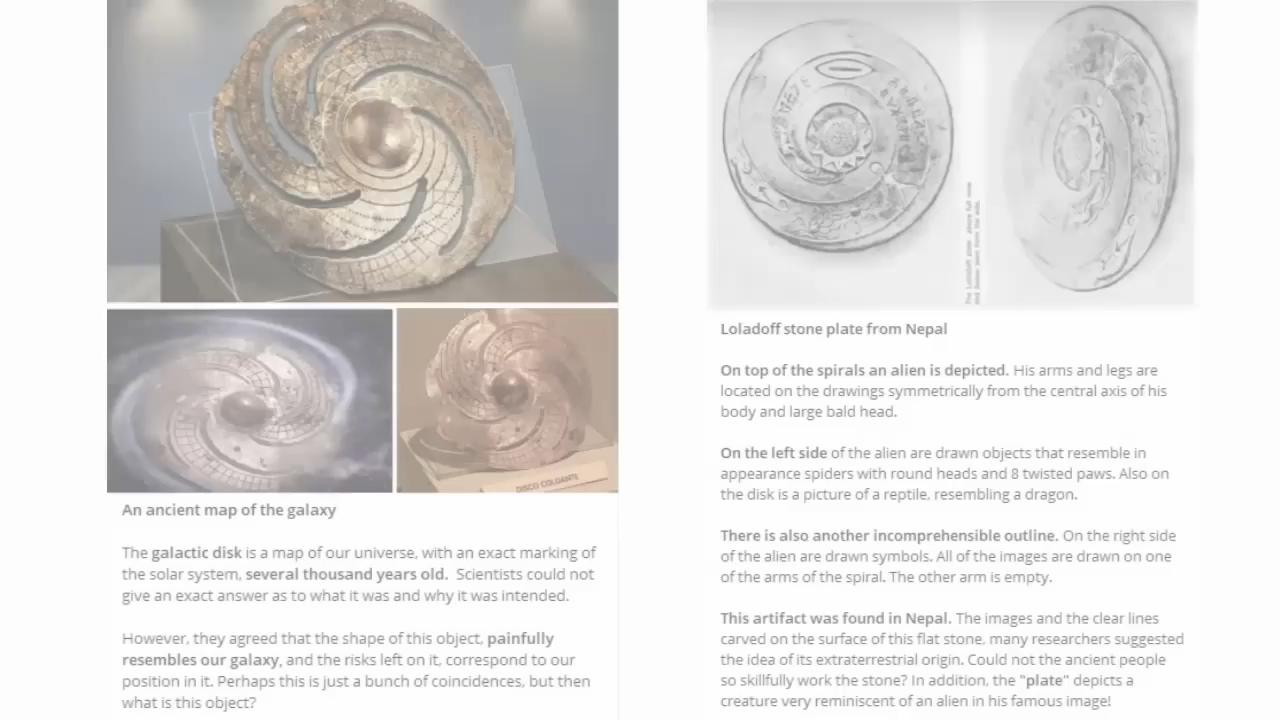 DISCO COLGANTE
An ancient map of the galaxy
The galactic disk is a map of our universe, with an exact marking of
the solar system, several thousand years old. Scientists could not
give an exact answer as to what it was and why it was intended.
However, they agreed that the shape of this object, painfully
resembles our galaxy, and the risks left on it, correspond to our
position in it. Perhaps this is just a bunch of coincidences, but then
what is this object?
The Loladoff plate above full view
and below seen from the side.
Loladoff stone plate from Nepal
On top of the spirals an alien is depicted. His arms and legs are
located on the drawings symmetrically from the central axis of his
body and large bald head.
On the left side of the alien are drawn objects that resemble in
appearance spiders with round heads and 8 twisted paws. Also on
the disk is a picture of a reptile, resembling a dragon.
There is also another incomprehensible outline. On the right side
of the alien are drawn symbols. All of the images are drawn on one
of the arms of the spiral. The other arm is empty.
This artifact was found in Nepal. The images and the clear lines
carved on the surface of this flat stone, many researchers suggested
the idea of its extraterrestrial origin. Could not the ancient people
so skillfully work the stone? In addition, the "plate" depicts a
creature very reminiscent of an alien in his famous image!